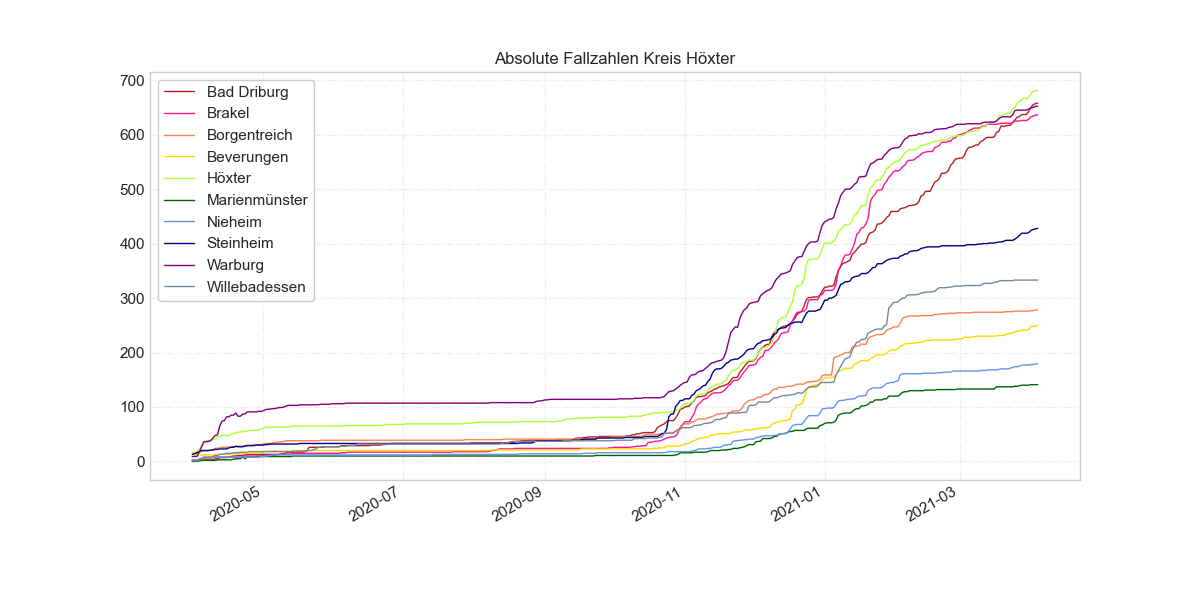 Absolute Fallzahlen Kreis Höxter
700
600
500
400
300
200
100
0
Bad Driburg
Brakel
Borgentreich
Beverungen
Höxter
Marienmünster
Nieheim
Steinheim
Warburg
Willebadessen
2020-05
2020-07
2020-09
2020-11
2021-01
2021-03